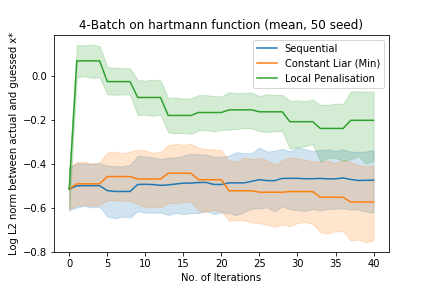 4-Batch on hartmann function (mean, 50 seed)
Log L2 norm between actual and guessed x*
0.0
−0.2
−0.4
−0.6
−0.8
Sequential
Constant Liar (Min)
Local Penalisation
0 5 10 15 20 25 30 35 40
No. of Iterations